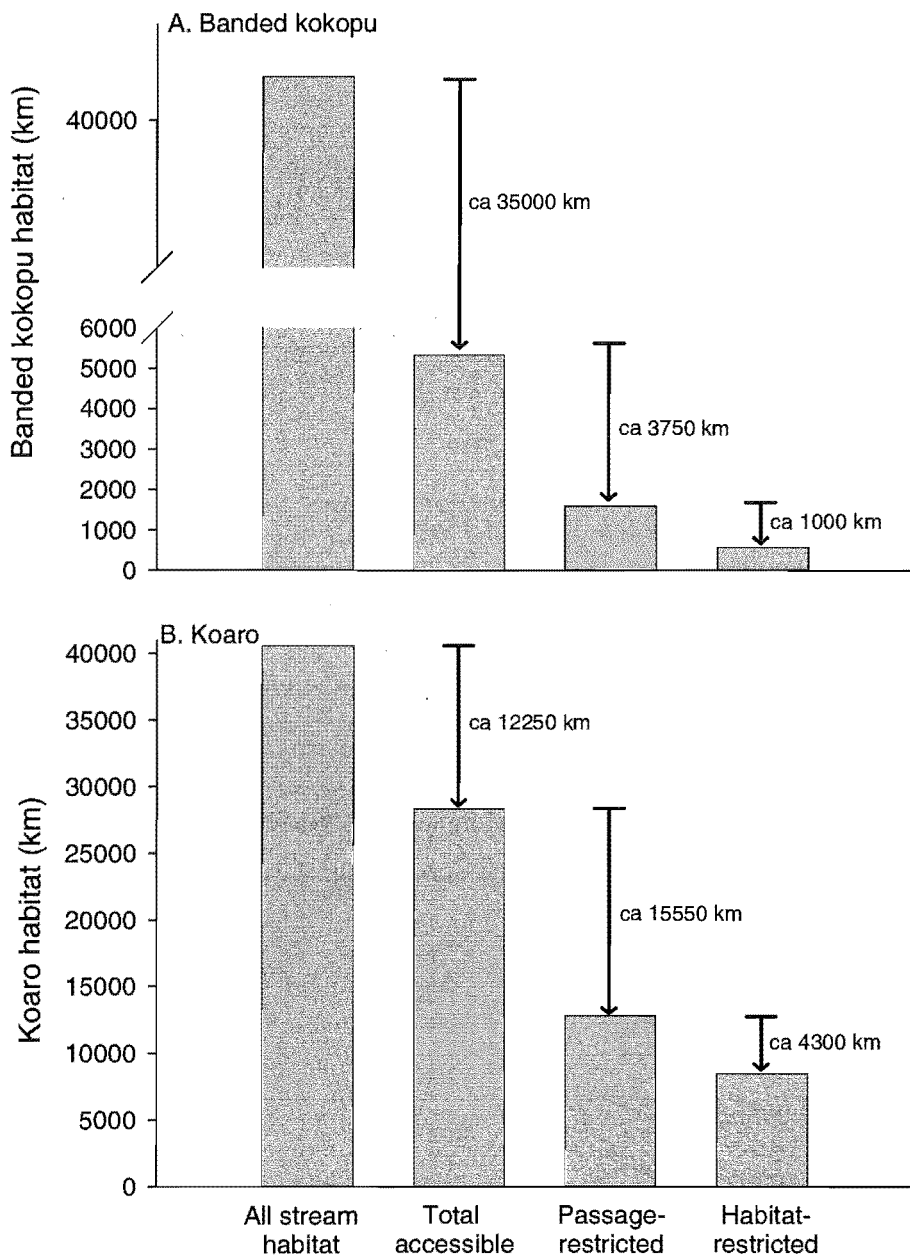 A. Banded kokopu
Banded kokopu habitat (km)
40000
6000
5000
4000
3000
2000
1000
0
ca 35000 km
ca 3750 km
ca 1000 km
B. Koaro
Koaro habitat (km)
40000
35000
30000
25000
20000
15000
10000
5000
0
ca 12250 km
ca 15550 km
ca 4300 km
All stream
habitat
Total
accessible
Passage-
restricted
Habitat-
restricted